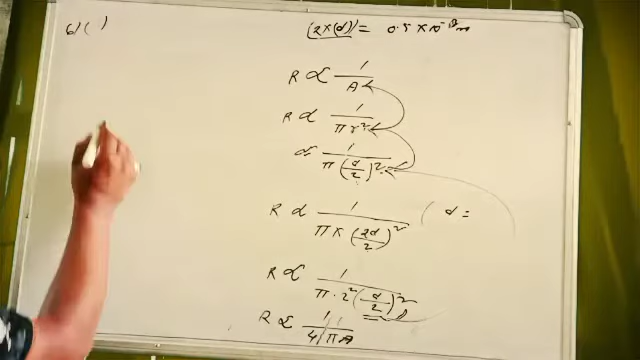 6) ( )
(2×(d)) = 0.5 × 10⁻⁸ m
R ∝ 1/A
R ∝ 1/πr²
∝ 1/π(d/2)²
R ∝ 1/π×(2d/2)² ( d =
R ∝ 1/π·2²(d/2)²
R ∝ 1/4πA